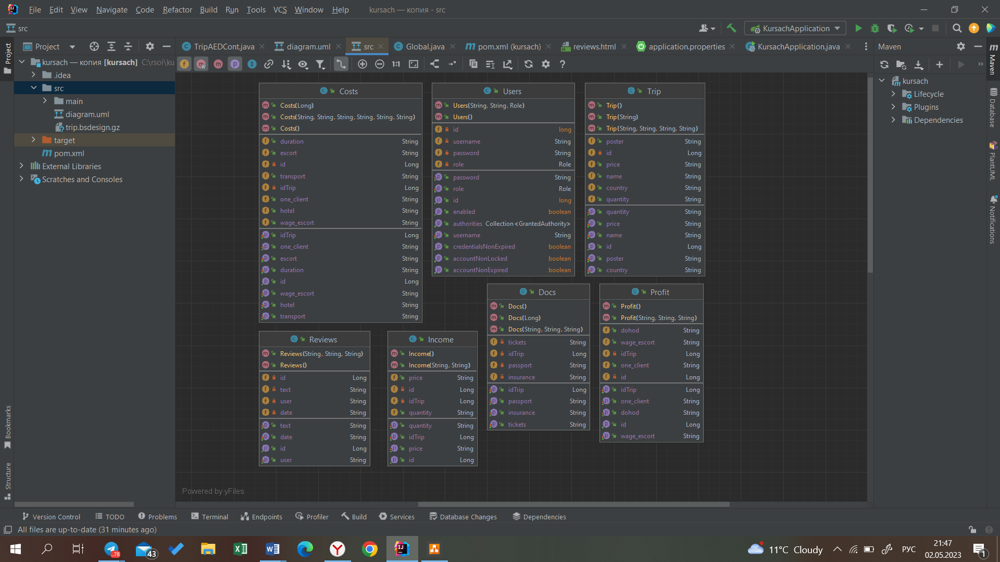 File Edit View Navigate Code Refactor Build Run Tools VCS Window Help kursach — копия - src
src KursachApplication
Project TripAEDCont.java diagram.uml src Global.java pom.xml (kursach) reviews.html application.properties KursachApplication.java Maven
1:1
Project
Bookmarks
Structure
kursach — копия [kursach] C:\rsoi\ku
.idea
src
main
diagram.uml
trip.bsdesign.gz
target
pom.xml
External Libraries
Scratches and Consoles
Costs
Costs(Long)
Costs(String, String, String, String, String, String)
Costs()
duration String
escort String
id Long
transport String
idTrip Long
one_client String
hotel String
wage_escort String
idTrip Long
one_client String
escort String
duration String
id Long
wage_escort String
hotel String
transport String
Users
Users(String, String, Role)
Users()
id long
username String
password String
role Role
password String
role Role
id long
enabled boolean
authorities Collection<GrantedAuthority>
username String
credentialsNonExpired boolean
accountNonLocked boolean
accountNonExpired boolean
Trip
Trip()
Trip(String)
Trip(String, String, String, String)
poster String
id Long
price String
name String
country String
quantity String
quantity String
price String
name String
id Long
poster String
country String
Reviews
Reviews(String, String, String)
Reviews()
id Long
text String
user String
date String
text String
date String
id Long
user String
Income
Income()
Income(String, String)
price String
id Long
idTrip Long
quantity String
quantity String
idTrip Long
price String
id Long
Docs
Docs()
Docs(Long)
Docs(String, String, String)
tickets String
idTrip Long
passport String
insurance String
idTrip Long
passport String
insurance String
tickets String
Profit
Profit()
Profit(String, String, String)
dohod String
wage_escort String
idTrip Long
one_client String
id Long
idTrip Long
one_client String
dohod String
id Long
wage_escort String
Powered by yFiles
kursach
Lifecycle
Plugins
Dependencies
Maven
Database
PlantUML
Notifications
Version Control TODO Problems Terminal Endpoints Profiler Build Services Database Changes Dependencies
All files are up-to-date (31 minutes ago)
..78 43 11°C Cloudy РУС 21:47
02.05.2023 1